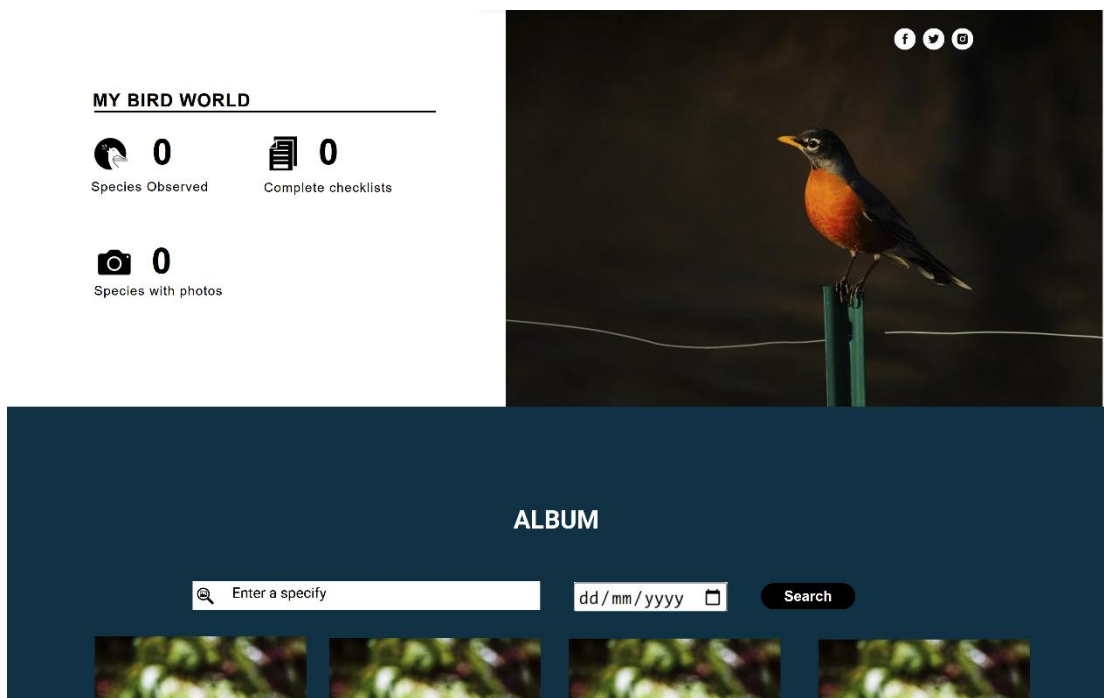 MY BIRD WORLD
0
Species Observed
0
Complete checklists
0
Species with photos
ALBUM
Enter a specify
dd/mm/yyyy
Search